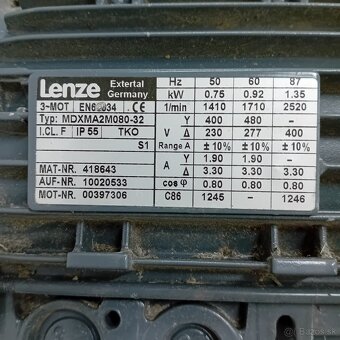 Lenze Extertal Germany
3~MOT EN60034 CE
Typ: MDXMA2M080-32
I.CL. F IP 55 TKO
S1
MAT-NR. 418643
AUF-NR. 10020533
MOT-NR. 00397306
Hz 50 60 87
kW 0.75 0.92 1.35
1/min 1410 1710 2520
V Y 400 480 –
Δ 230 277 400
Range A ±10% ±10% ±10%
A Y 1.90 1.90 –
Δ 3.30 3.30 3.30
cos φ 0.80 0.80 0.80
C86 1245 – 1246
bazos.sk